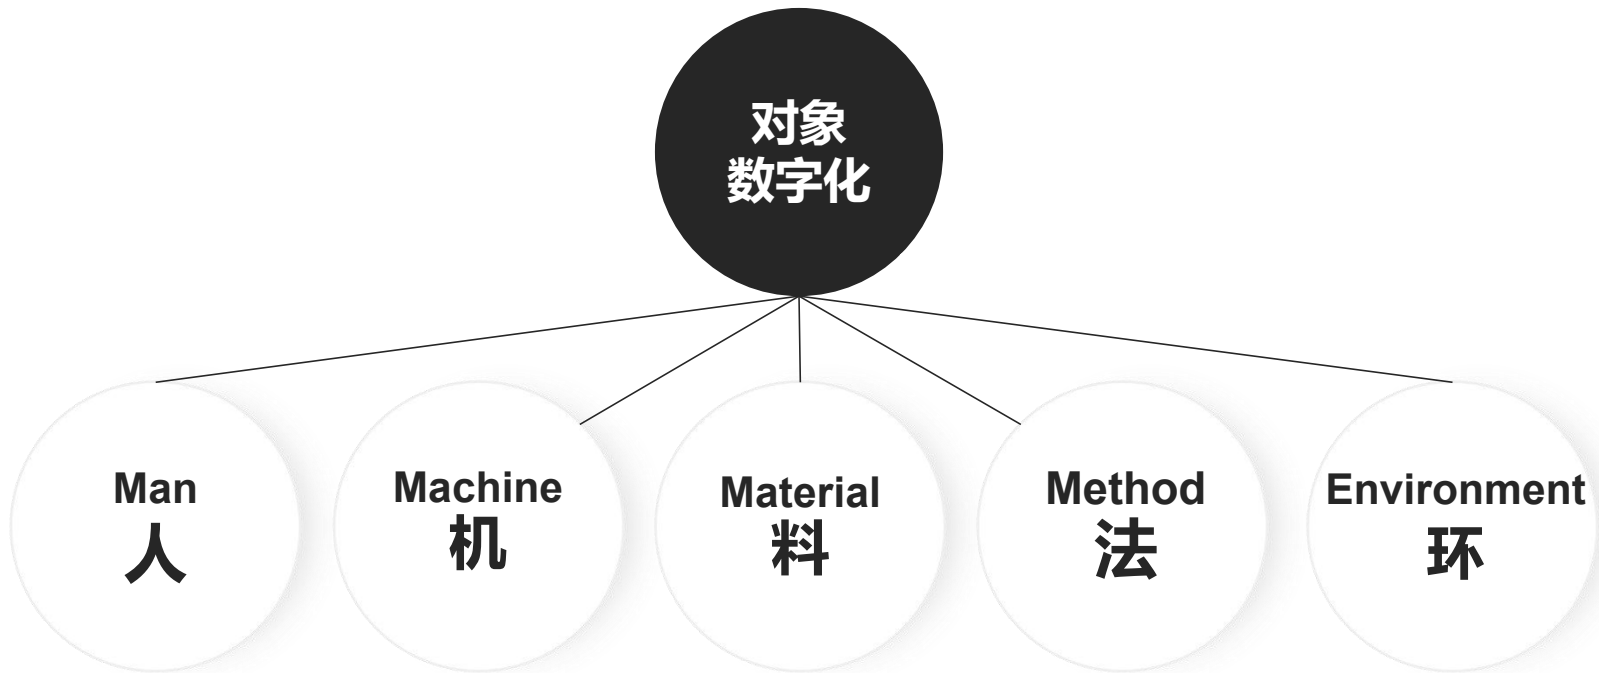 对象
数字化
Man
人
Machine
机
Material
料
Method
法
Environment
环